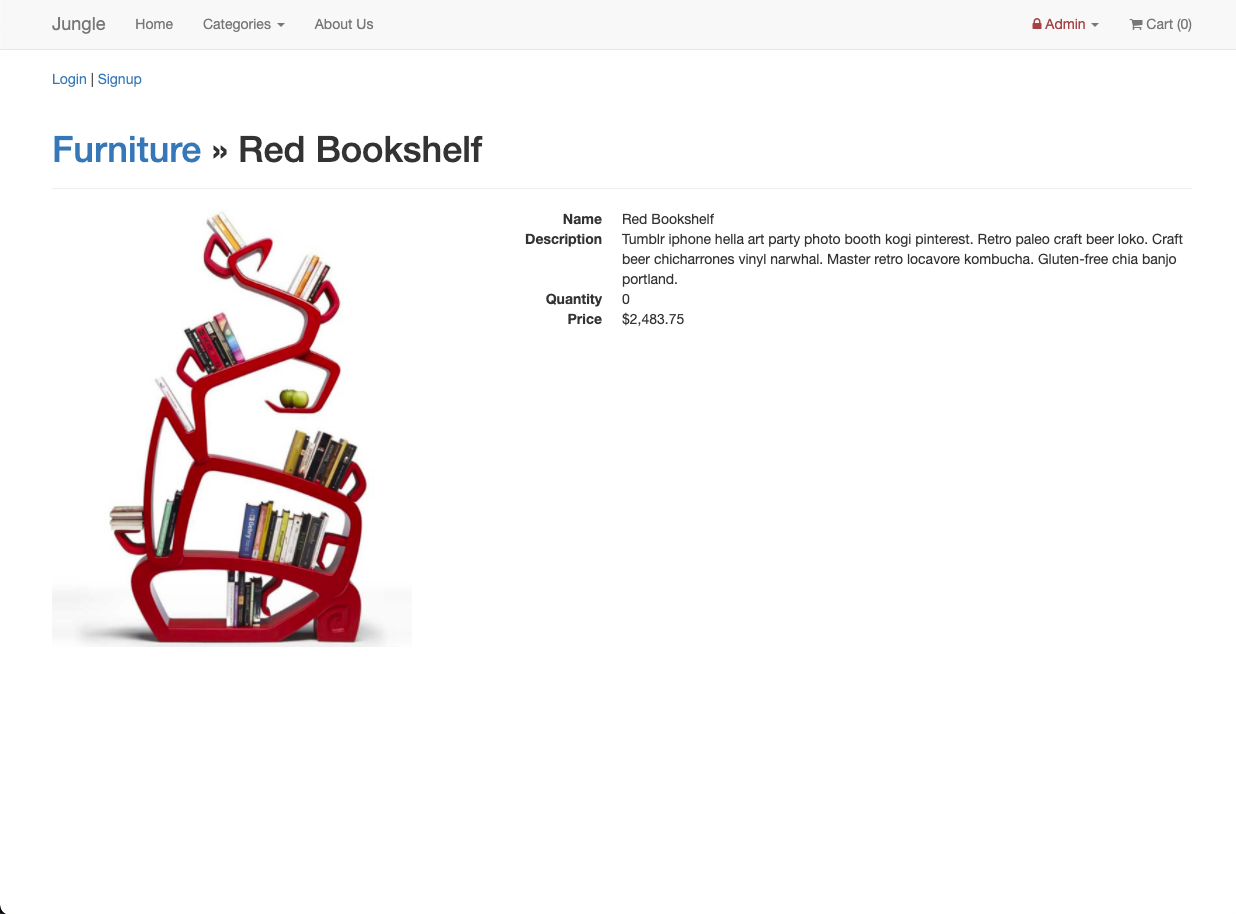 Jungle Home Categories About Us Admin Cart (0)
Login | Signup
Furniture » Red Bookshelf
Name Red Bookshelf
Description Tumblr iphone hella art party photo booth kogi pinterest. Retro paleo craft beer loko. Craft
beer chicharrones vinyl narwhal. Master retro locavore kombucha. Gluten-free chia banjo
portland.
Quantity 0
Price $2,483.75